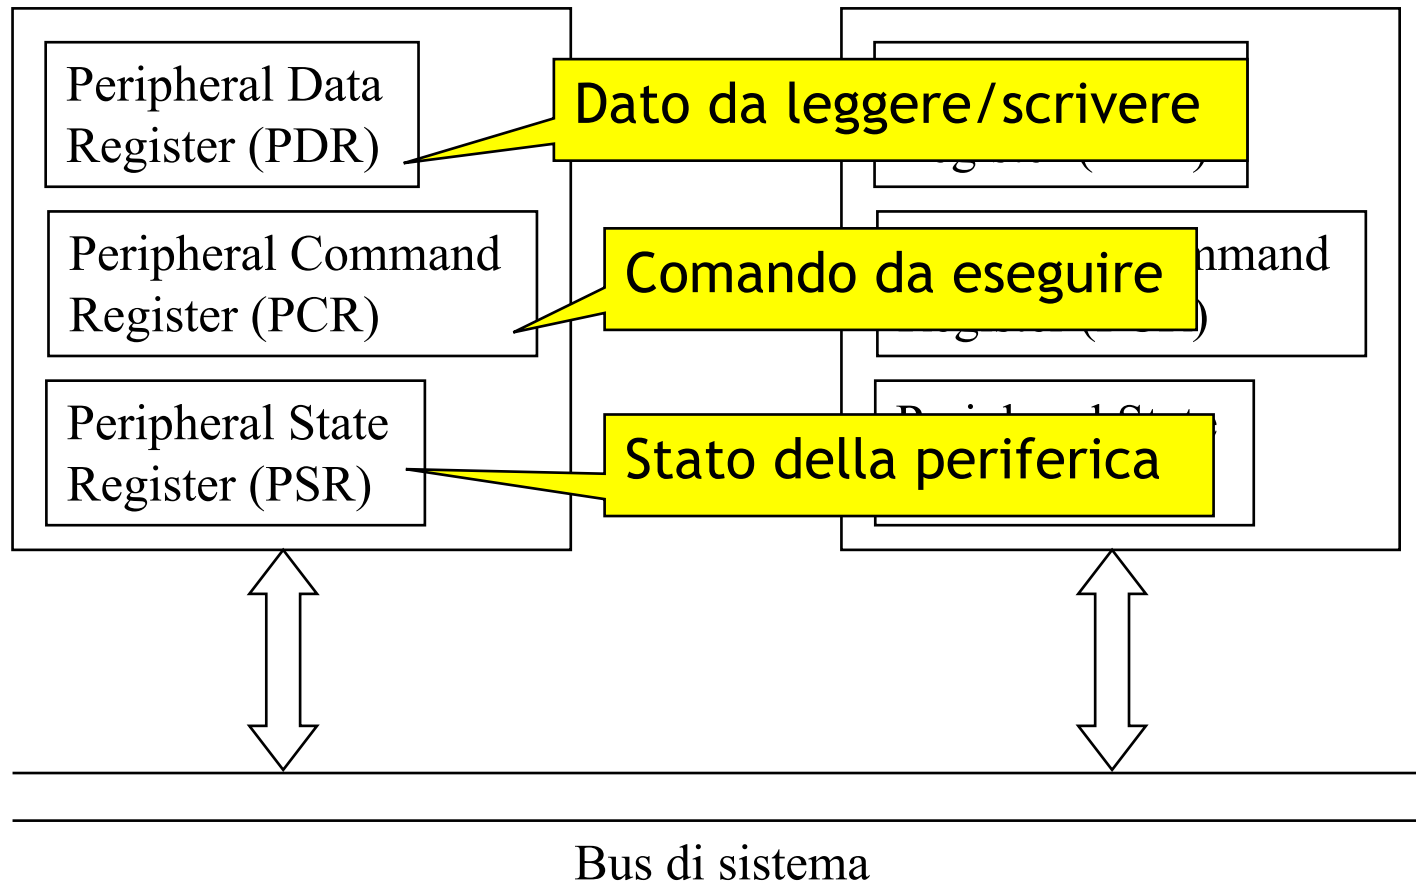 Peripheral Data
Register (PDR)
Dato da leggere/scrivere
Peripheral Command
Register (PCR)
Comando da eseguire
Peripheral State
Register (PSR)
Stato della periferica
Bus di sistema